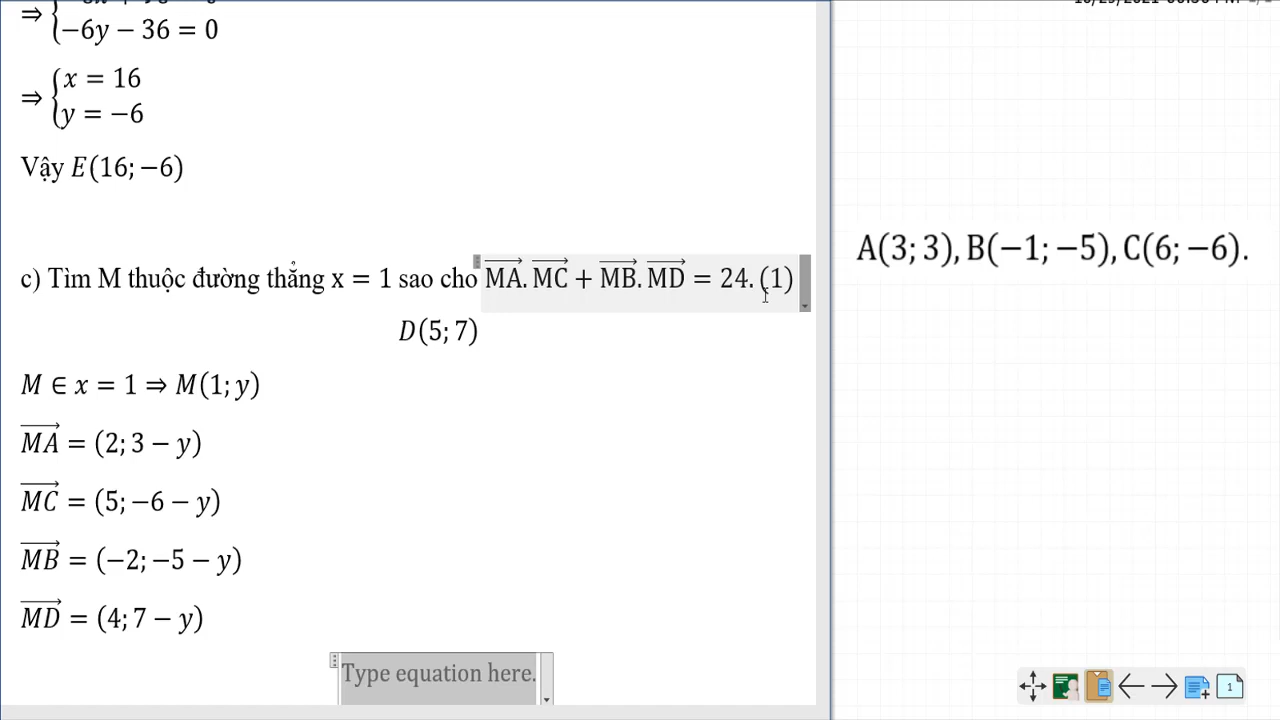 ⇒ {
−6y − 36 = 0
⇒ { x = 16
y = −6
Vậy E(16; −6)
A(3; 3), B(−1; −5), C(6; −6).
c) Tìm M thuộc đường thẳng x = 1 sao cho MA⃗. MC⃗ + MB⃗. MD⃗ = 24. (1)
D(5; 7)
M ∈ x = 1 ⇒ M(1; y)
MA⃗ = (2; 3 − y)
MC⃗ = (5; −6 − y)
MB⃗ = (−2; −5 − y)
MD⃗ = (4; 7 − y)
Type equation here.
1